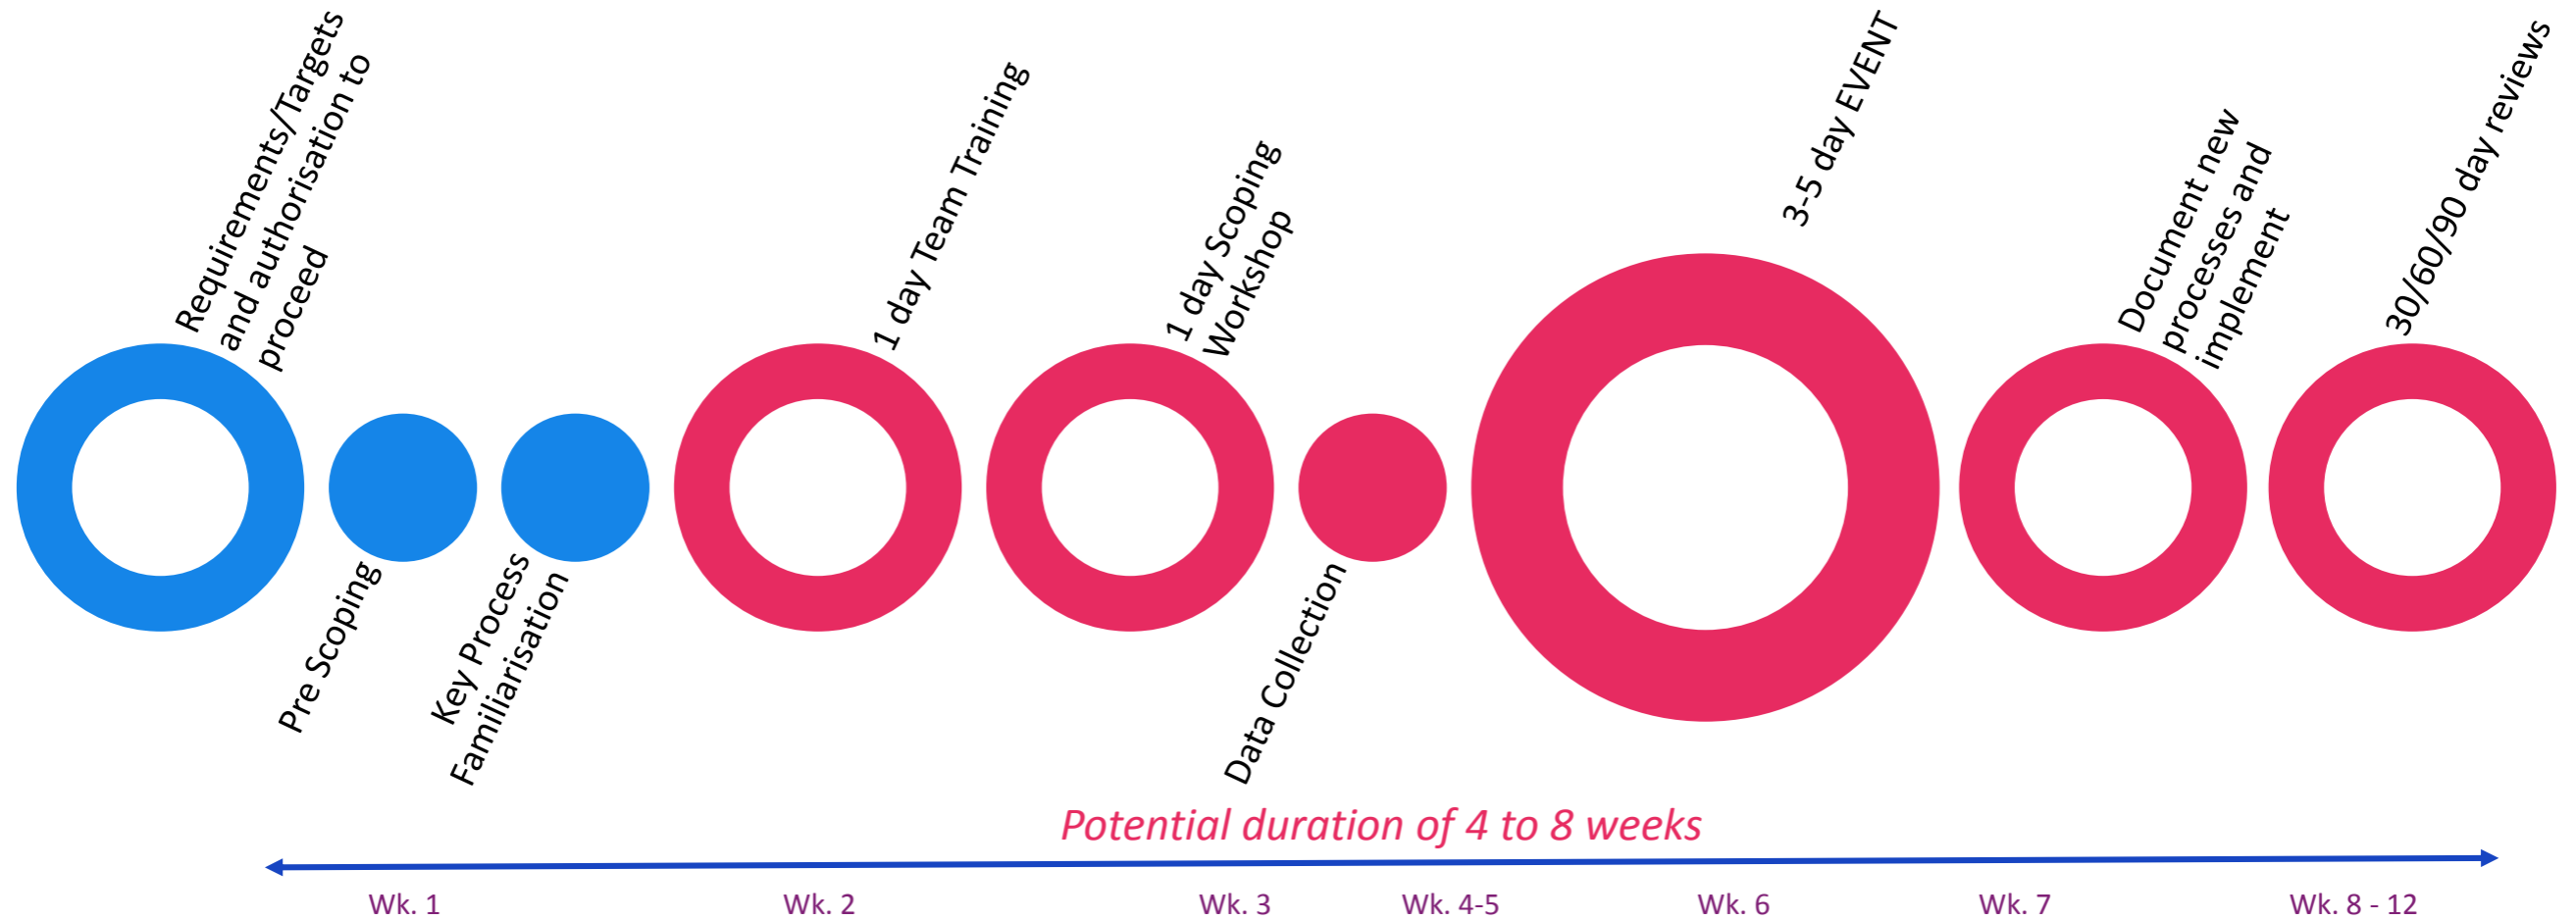 Requirements/Targets
and authorisation to
proceed
Pre Scoping
Key Process
Familiarisation
1 day Team Training
1 day Scoping
Workshop
Data Collection
3-5 day EVENT
Document new
processes and
implement
30/60/90 day reviews
Potential duration of 4 to 8 weeks
Wk. 1
Wk. 2
Wk. 3
Wk. 4-5
Wk. 6
Wk. 7
Wk. 8 - 12